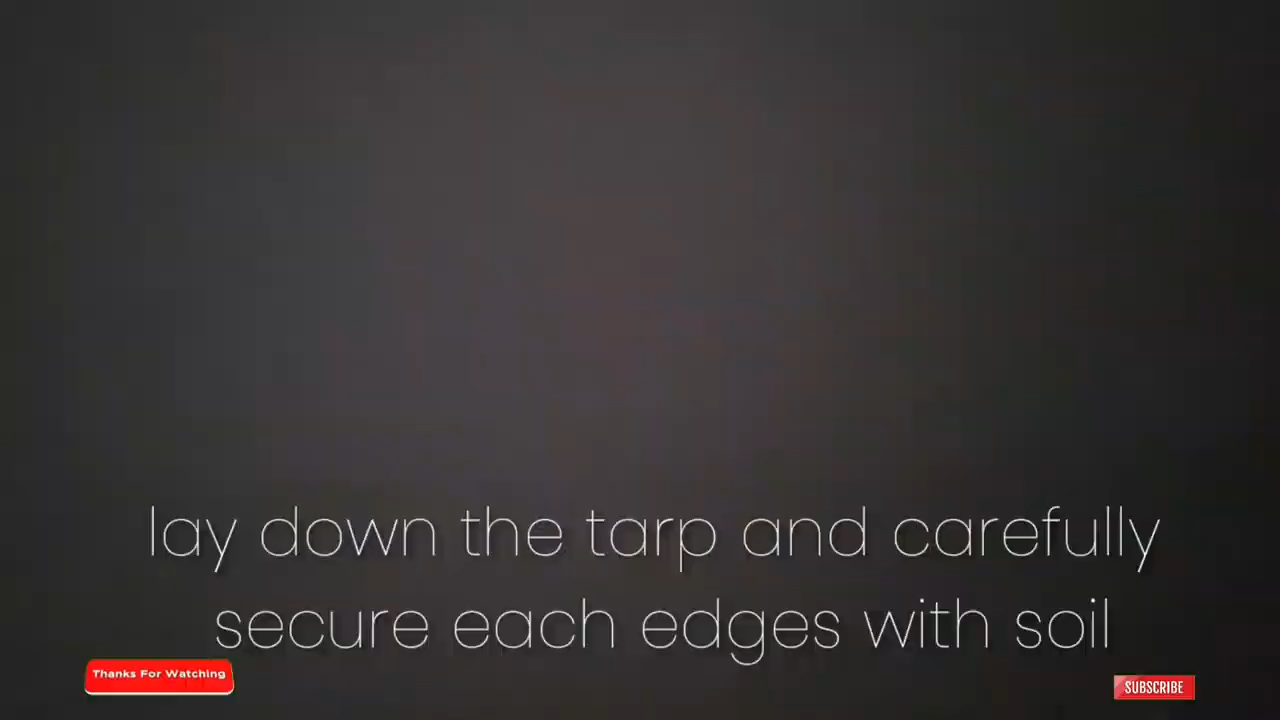 lay down the tarp and carefully
secure each edges with soil
Thanks For Watching
SUBSCRIBE